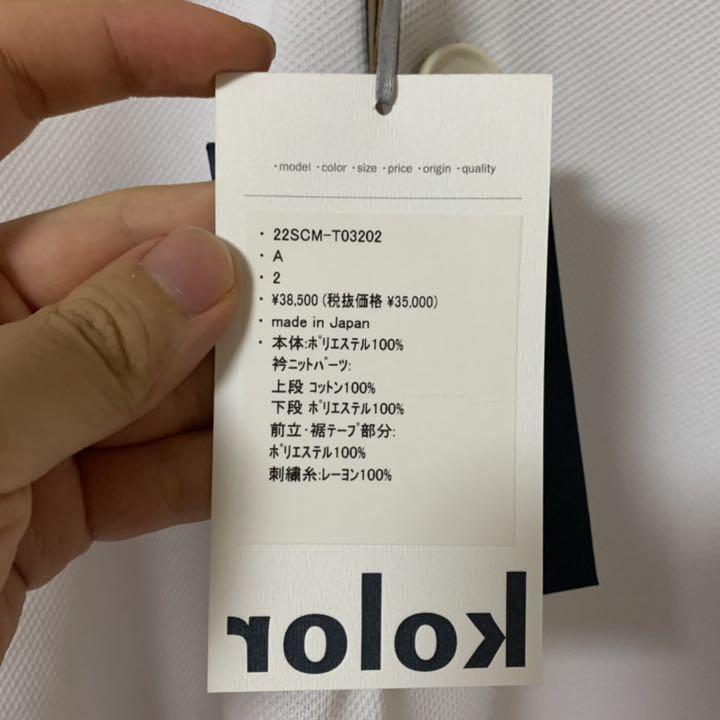 ・model ・color ・size ・price ・origin ・quality
・22SCM-T03202
・A
・2
・¥38,500 (税抜価格 ¥35,000)
・made in Japan
・本体:ﾎﾟﾘｴｽﾃﾙ100%
衿ニットパーツ:
上段 コットン100%
下段 ポリエステル100%
前立・裾テープ部分:
ポリエステル100%
刺繍糸:レーヨン100%
kolor